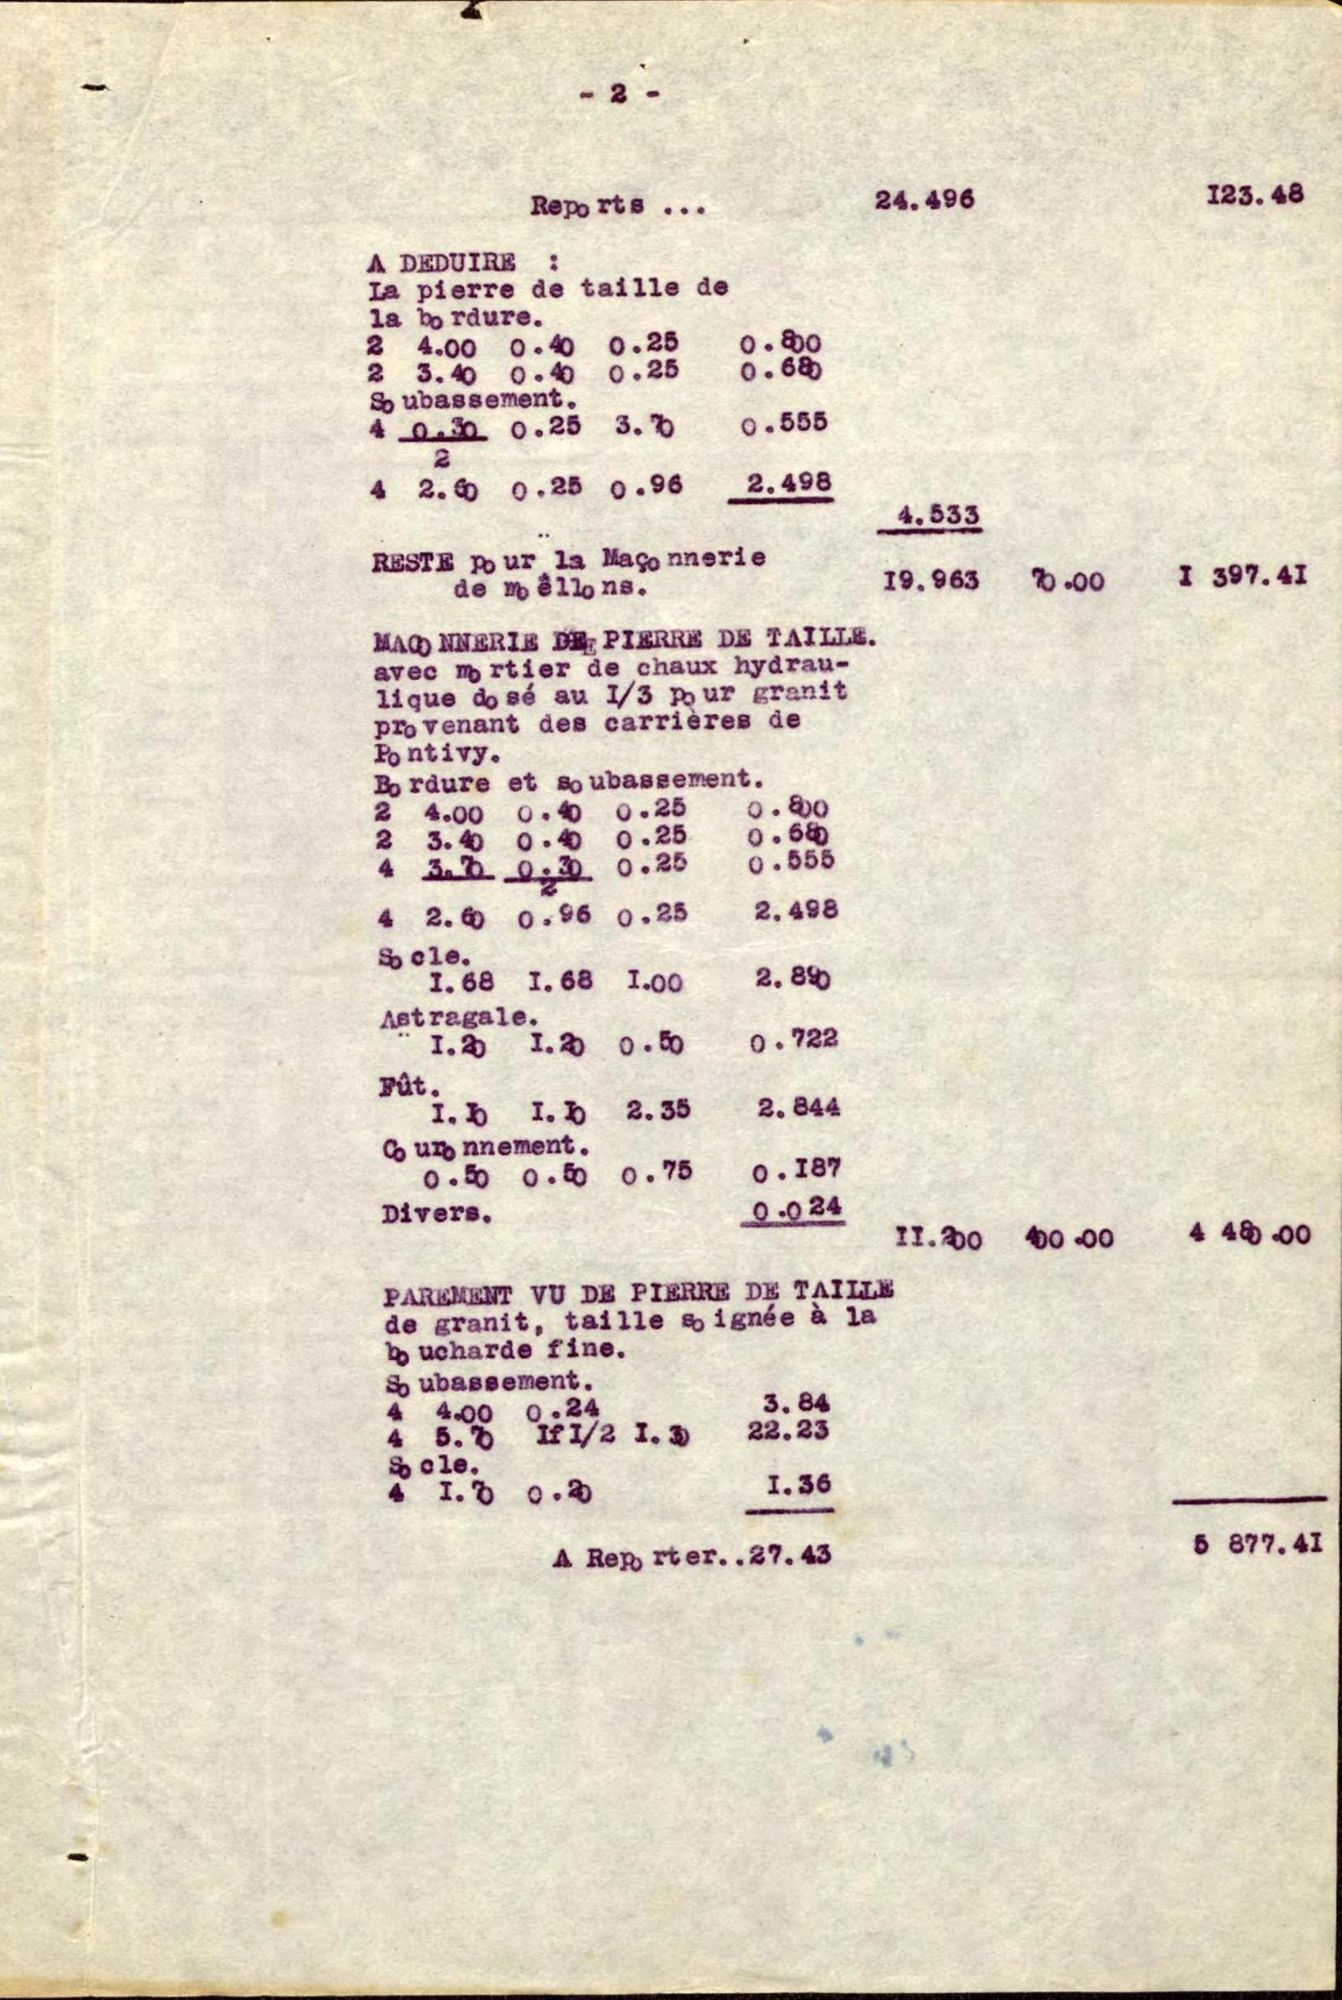 - 2 -
Reports ... 24.496 I23.48
A DEDUIRE :
La pierre de taille de
la bordure.
2 4.00 0.40 0.25 0.800
2 3.40 0.40 0.25 0.680
Soubassement.
4 0.30 0.25 3.70 0.555
2
4 2.60 0.25 0.96 2.498
4.533
RESTE pour la Maçonnerie
de moêllons. I9.963 70.00 I 397.4I
MAÇONNERIE DE PIERRE DE TAILLE.
avec mortier de chaux hydrau-
lique dosé au I/3 pour granit
provenant des carrières de
Pontivy.
Bordure et soubassement.
2 4.00 0.40 0.25 0.800
2 3.40 0.40 0.25 0.680
4 3.70 0.30 0.25 0.555
2
4 2.60 0.96 0.25 2.498
Socle.
I.68 I.68 I.00 2.890
Astragale.
I.20 I.20 0.50 0.722
Fût.
I.I0 I.I0 2.35 2.844
Couronnement.
0.50 0.50 0.75 0.I87
Divers. 0.024
II.200 400.00 4 480.00
PAREMENT VU DE PIERRE DE TAILLE
de granit, taille soignée à la
boucharde fine.
Soubassement.
4 4.00 0.24 3.84
4 5.70 If I/2 I.30 22.23
Socle.
4 I.70 0.20 I.36
A Reporter..27.43 5 877.4I